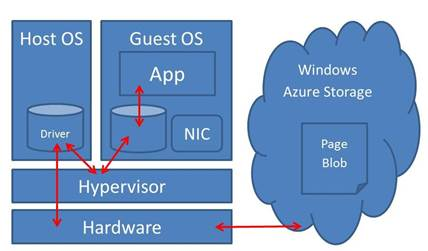 Host OS
Guest OS
App
Driver
NIC
Hypervisor
Hardware
Windows
Azure Storage
Page
Blob